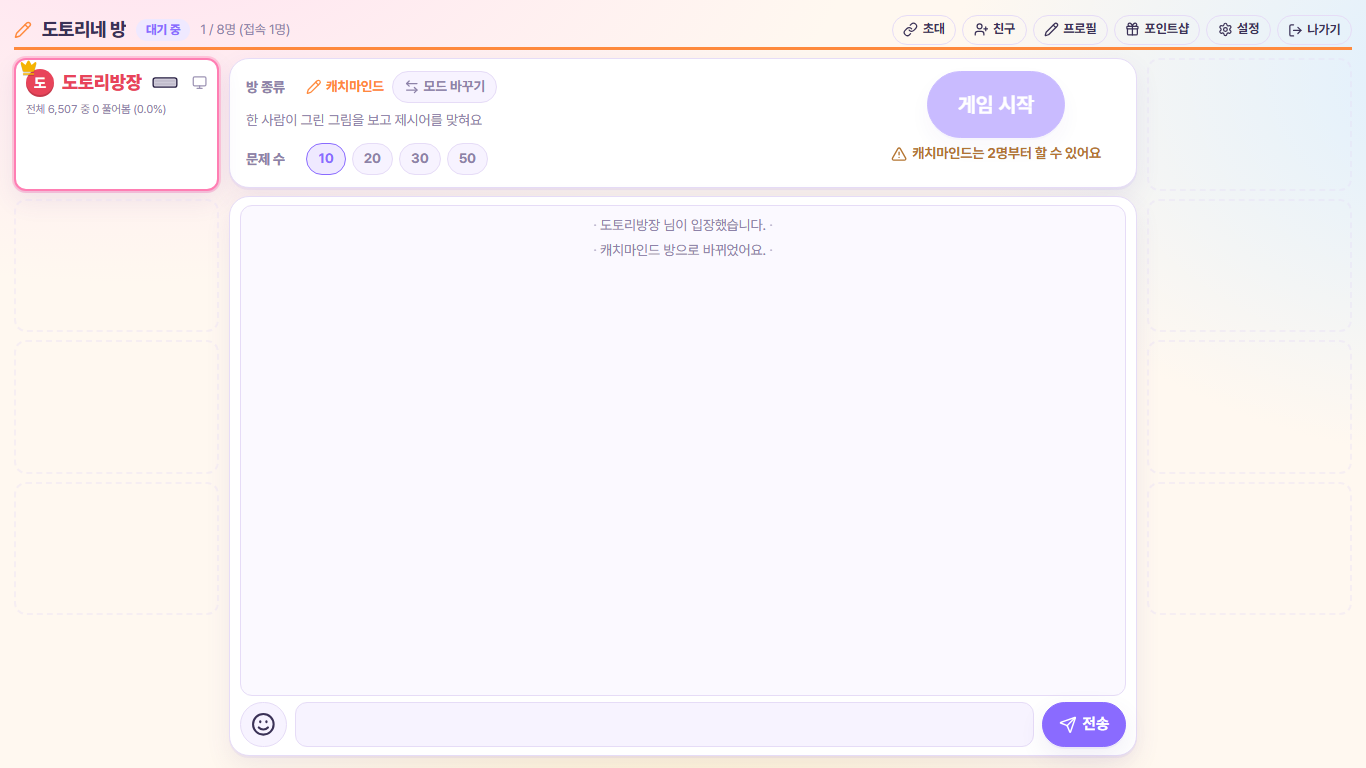 도토리네 방 대기 중 1 / 8명 (접속 1명) 초대 친구 프로필 포인트샵 설정 나가기
도 도토리방장
전체 6,507 중 0 풀어봄 (0.0%)
방 종류 캐치마인드 모드 바꾸기
한 사람이 그린 그림을 보고 제시어를 맞혀요
문제 수 10 20 30 50
게임 시작
캐치마인드는 2명부터 할 수 있어요
· 도토리방장 님이 입장했습니다. ·
· 캐치마인드 방으로 바뀌었어요. ·
전송